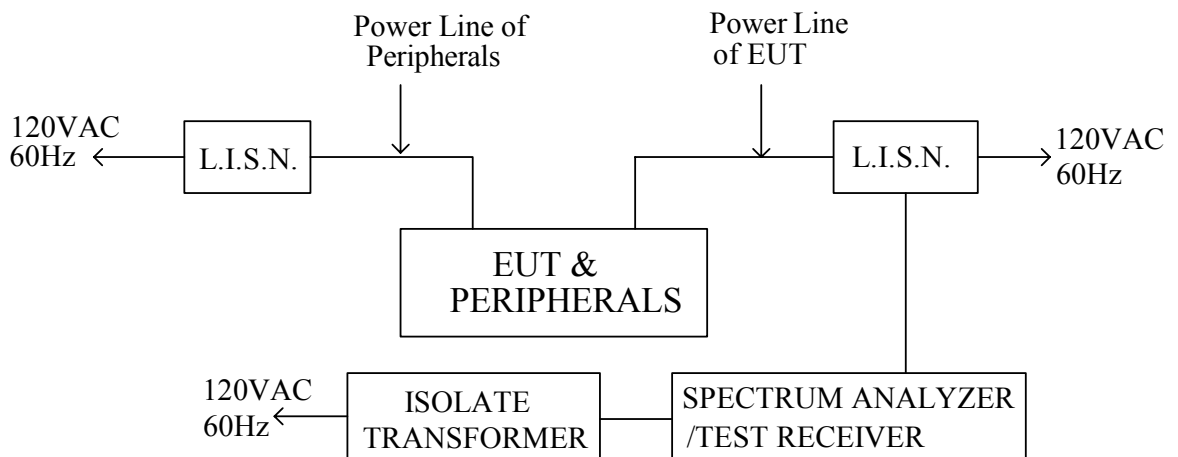 Power Line of
Peripherals
Power Line
of EUT
120VAC
60Hz
L.I.S.N.
L.I.S.N.
120VAC
60Hz
EUT &
PERIPHERALS
120VAC
60Hz
ISOLATE
TRANSFORMER
SPECTRUM ANALYZER
/TEST RECEIVER